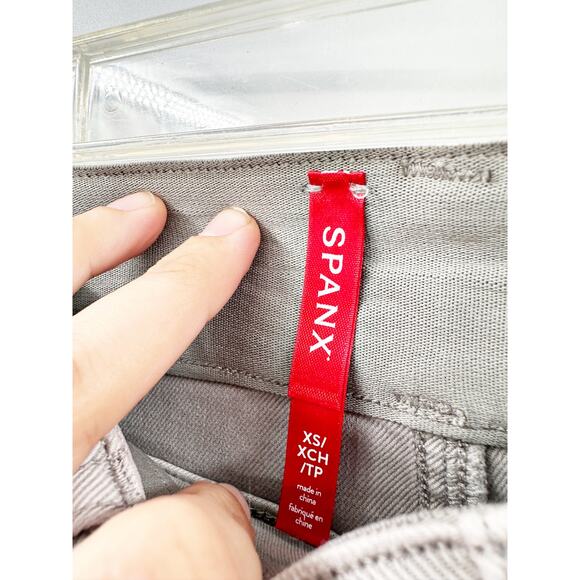 SPANX
XS/
XCH
/TP
made in
china
fabriqué en
chine